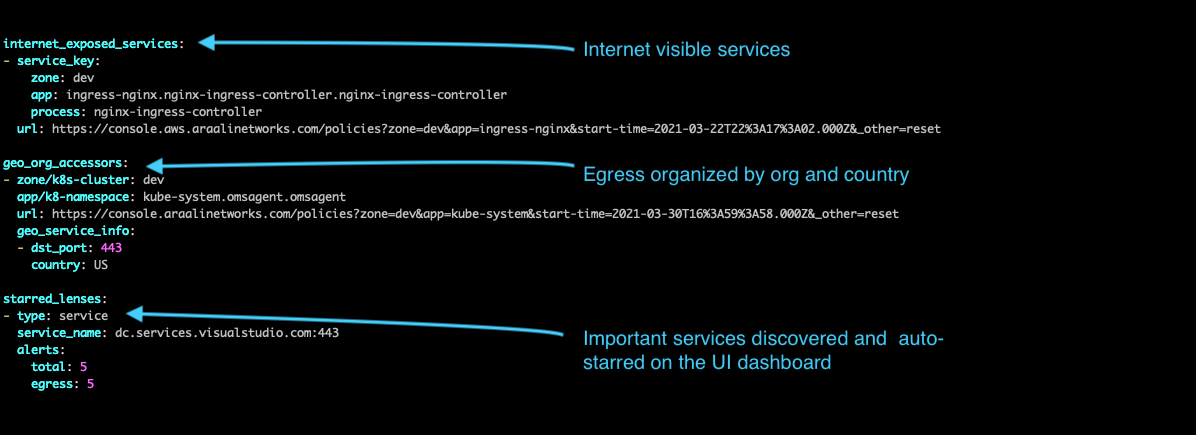 internet_exposed_services:
Internet visible services
- service_key:
zone: dev
app: ingress-nginx.nginx-ingress-controller.nginx-ingress-controller
process: nginx-ingress-controller
url: https://console.aws.araalinetworks.com/policies?zone=dev&app=ingress-nginx&start-time=2021-03-22T22%3A17%3A02.000Z&_other=reset
geo_org_accessors:
Egress organized by org and country
- zone/k8s-cluster: dev
app/k8-namespace: kube-system.omsagent.omsagent
url: https://console.araalinetworks.com/policies?zone=dev&app=kube-system&start-time=2021-03-30T16%3A59%3A58.000Z&_other=reset
geo_service_info:
- dst_port: 443
country: US
starred_lenses:
- type: service
service_name: dc.services.visualstudio.com:443
Important services discovered and  auto-
starred on the UI dashboard
alerts:
total: 5
egress: 5